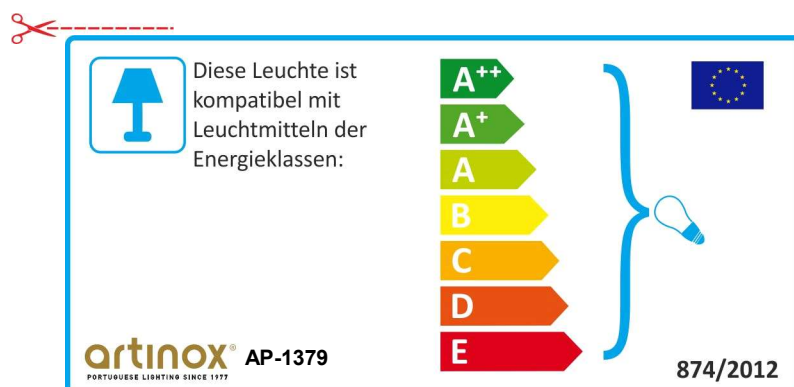 Diese Leuchte ist
kompatibel mit
Leuchtmitteln der
Energieklassen:
A++
A+
A
B
C
D
E
artinox® AP-1379
PORTUGUESE LIGHTING SINCE 1977
874/2012